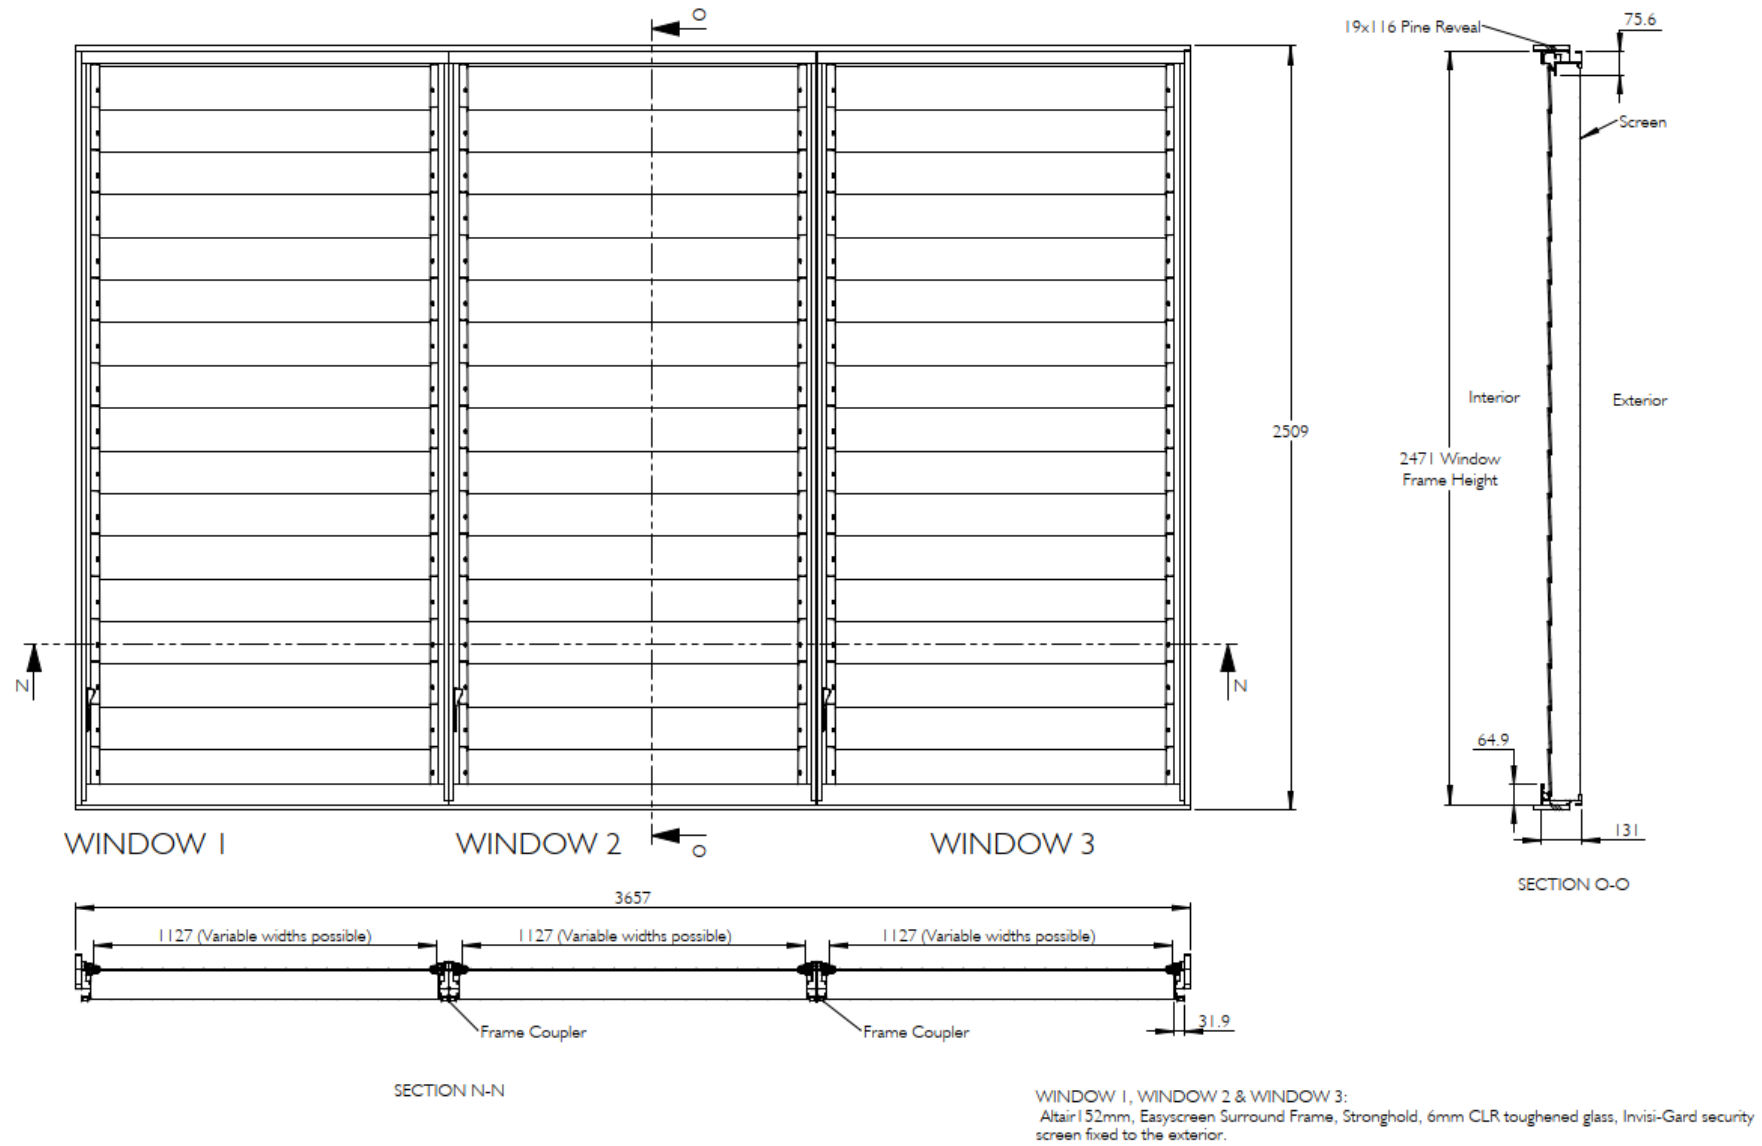 O
19x116 Pine Reveal
75.6
Screen
Interior
Exterior
2509
2471 Window
Frame Height
N
N
64.9
131
WINDOW 1
WINDOW 2
O
WINDOW 3
SECTION O-O
3657
1127 (Variable widths possible)
1127 (Variable widths possible)
1127 (Variable widths possible)
Frame Coupler
Frame Coupler
31.9
SECTION N-N
WINDOW 1, WINDOW 2 & WINDOW 3:
Altair152mm, Easyscreen Surround Frame, Stronghold, 6mm CLR toughened glass, Invisi-Gard security
screen fixed to the exterior.